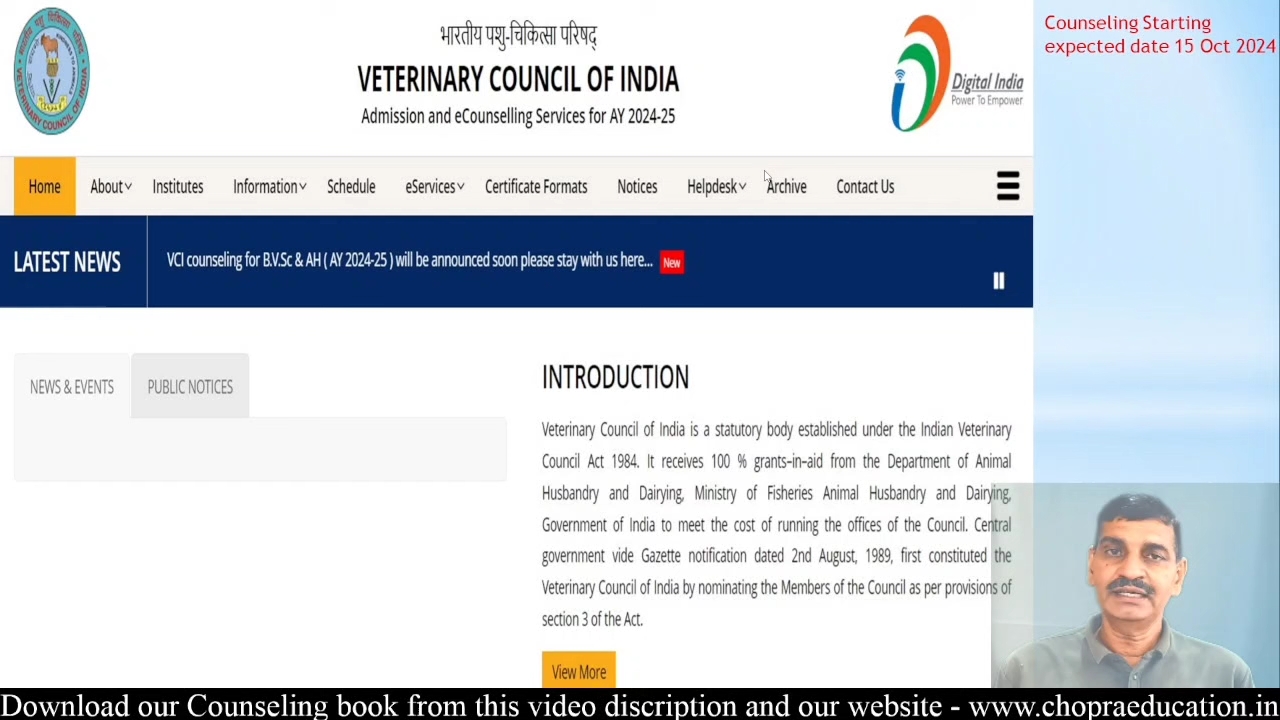 भारतीय पशु-चिकित्सा परिषद्
VETERINARY COUNCIL OF INDIA
Admission and eCounselling Services for AY 2024-25
Digital India
Power To Empower
Counseling Starting
expected date 15 Oct 2024
Home About Institutes Information Schedule eServices Certificate Formats Notices Helpdesk Archive Contact Us
LATEST NEWS
VCI counseling for B.V.Sc & AH ( AY 2024-25 ) will be announced soon please stay with us here... New
NEWS & EVENTS PUBLIC NOTICES
INTRODUCTION
Veterinary Council of India is a statutory body established under the Indian Veterinary
Council Act 1984. It receives 100 % grants–in–aid from the Department of Animal
Husbandry and Dairying, Ministry of Fisheries Animal Husbandry and Dairying,
Government of India to meet the cost of running the offices of the Council. Central
government vide Gazette notification dated 2nd August, 1989, first constituted the
Veterinary Council of India by nominating the Members of the Council as per provisions of
section 3 of the Act.
View More
Download our Counseling book from this video discription and our website - www.chopraeducation.in